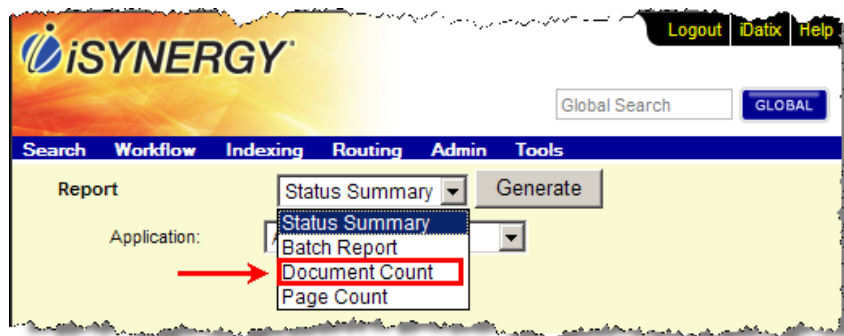 Logout iDatix Help
iSYNERGY
Global Search GLOBAL
Search Workflow Indexing Routing Admin Tools
Report Status Summary Generate
Application:
Status Summary
Batch Report
Document Count
Page Count